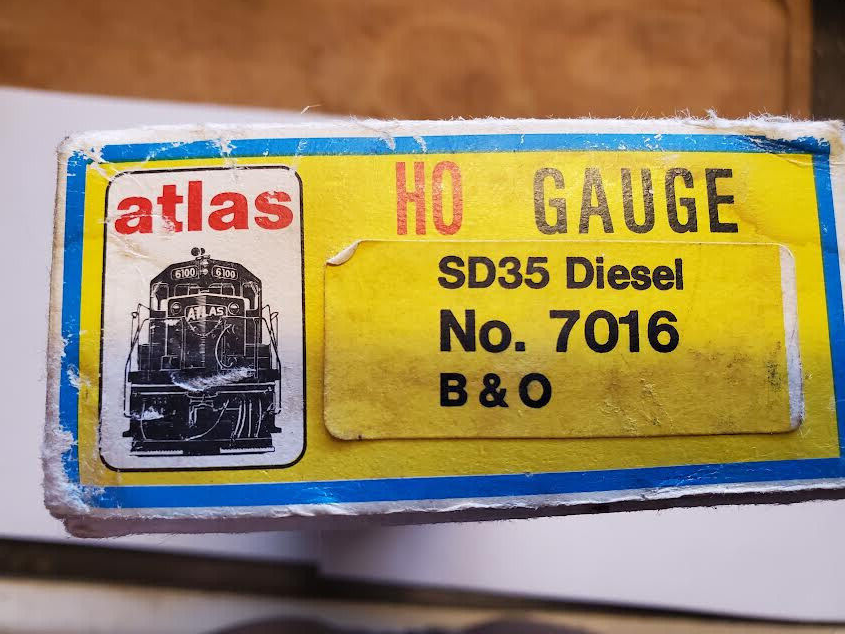 atlas
HO GAUGE
6100 6100
ATLAS
SD35 Diesel
No. 7016
B & O